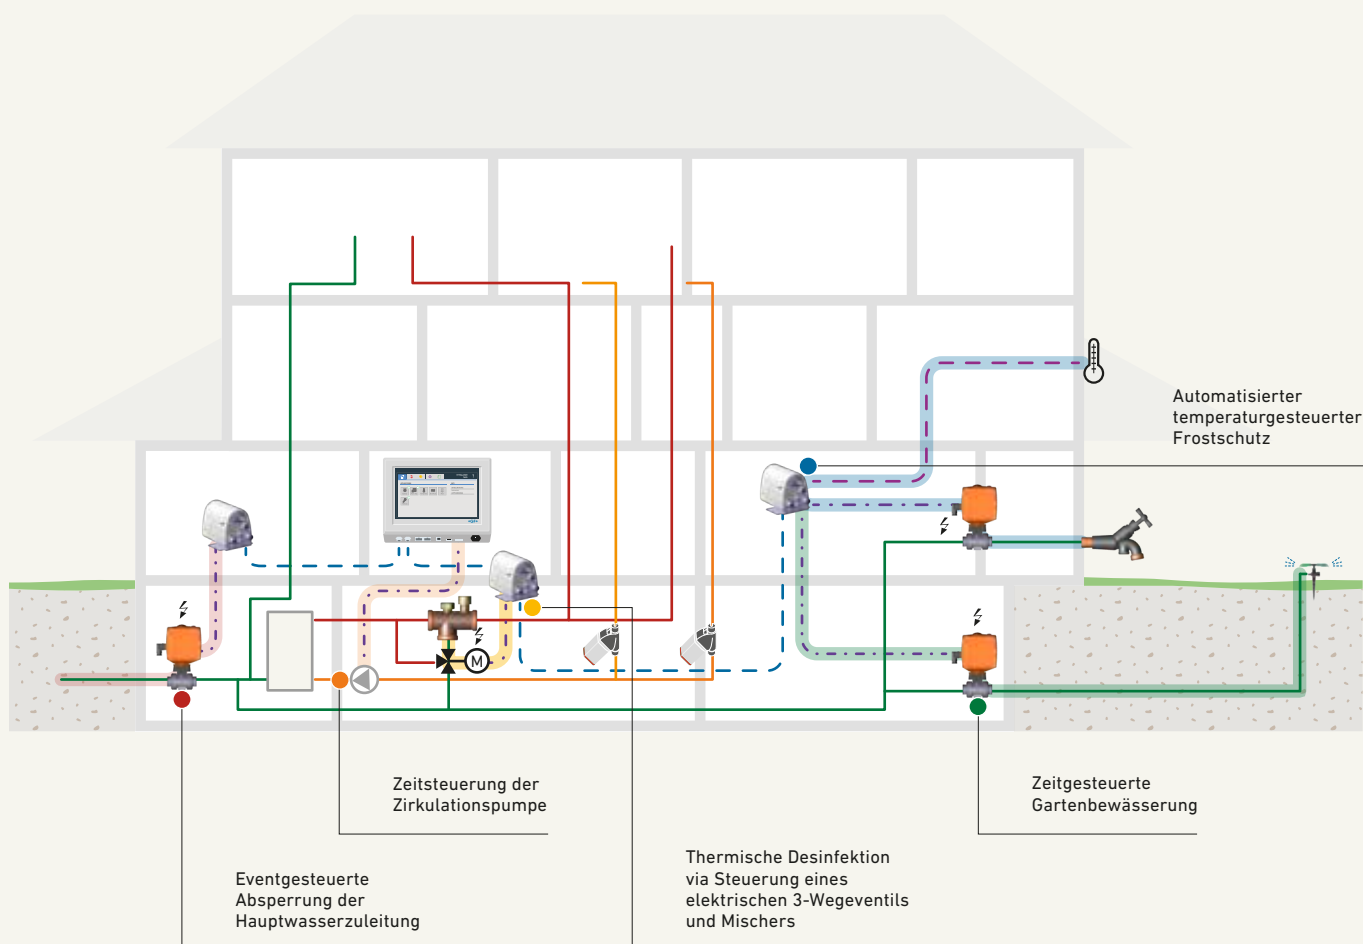 Automatisierter
temperaturgesteuerter
Frostschutz
M
Zeitsteuerung der
Zirkulationspumpe
Zeitgesteuerte
Gartenbewässerung
Eventgesteuerte
Absperrung der
Hauptwasserzuleitung
Thermische Desinfektion
via Steuerung eines
elektrischen 3-Wegeventils
und Mischers